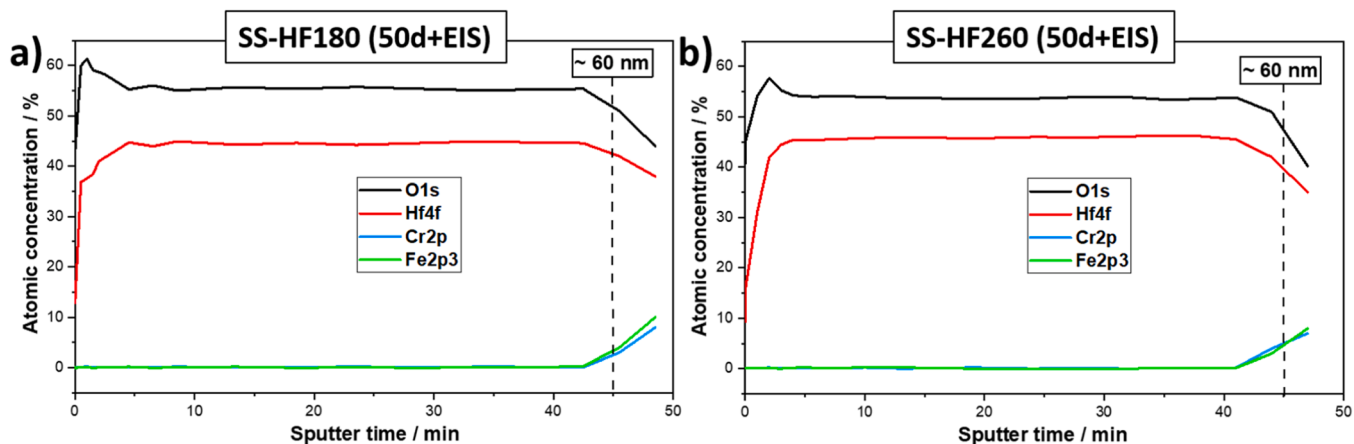 a)
SS-HF180 (50d+EIS)
~ 60 nm
Atomic concentration / %
60
50
40
30
20
10
0
O1s
Hf4f
Cr2p
Fe2p3
0 10 20 30 40 50
Sputter time / min
b)
SS-HF260 (50d+EIS)
~ 60 nm
Atomic concentration / %
60
50
40
30
20
10
0
O1s
Hf4f
Cr2p
Fe2p3
0 10 20 30 40 50
Sputter time / min